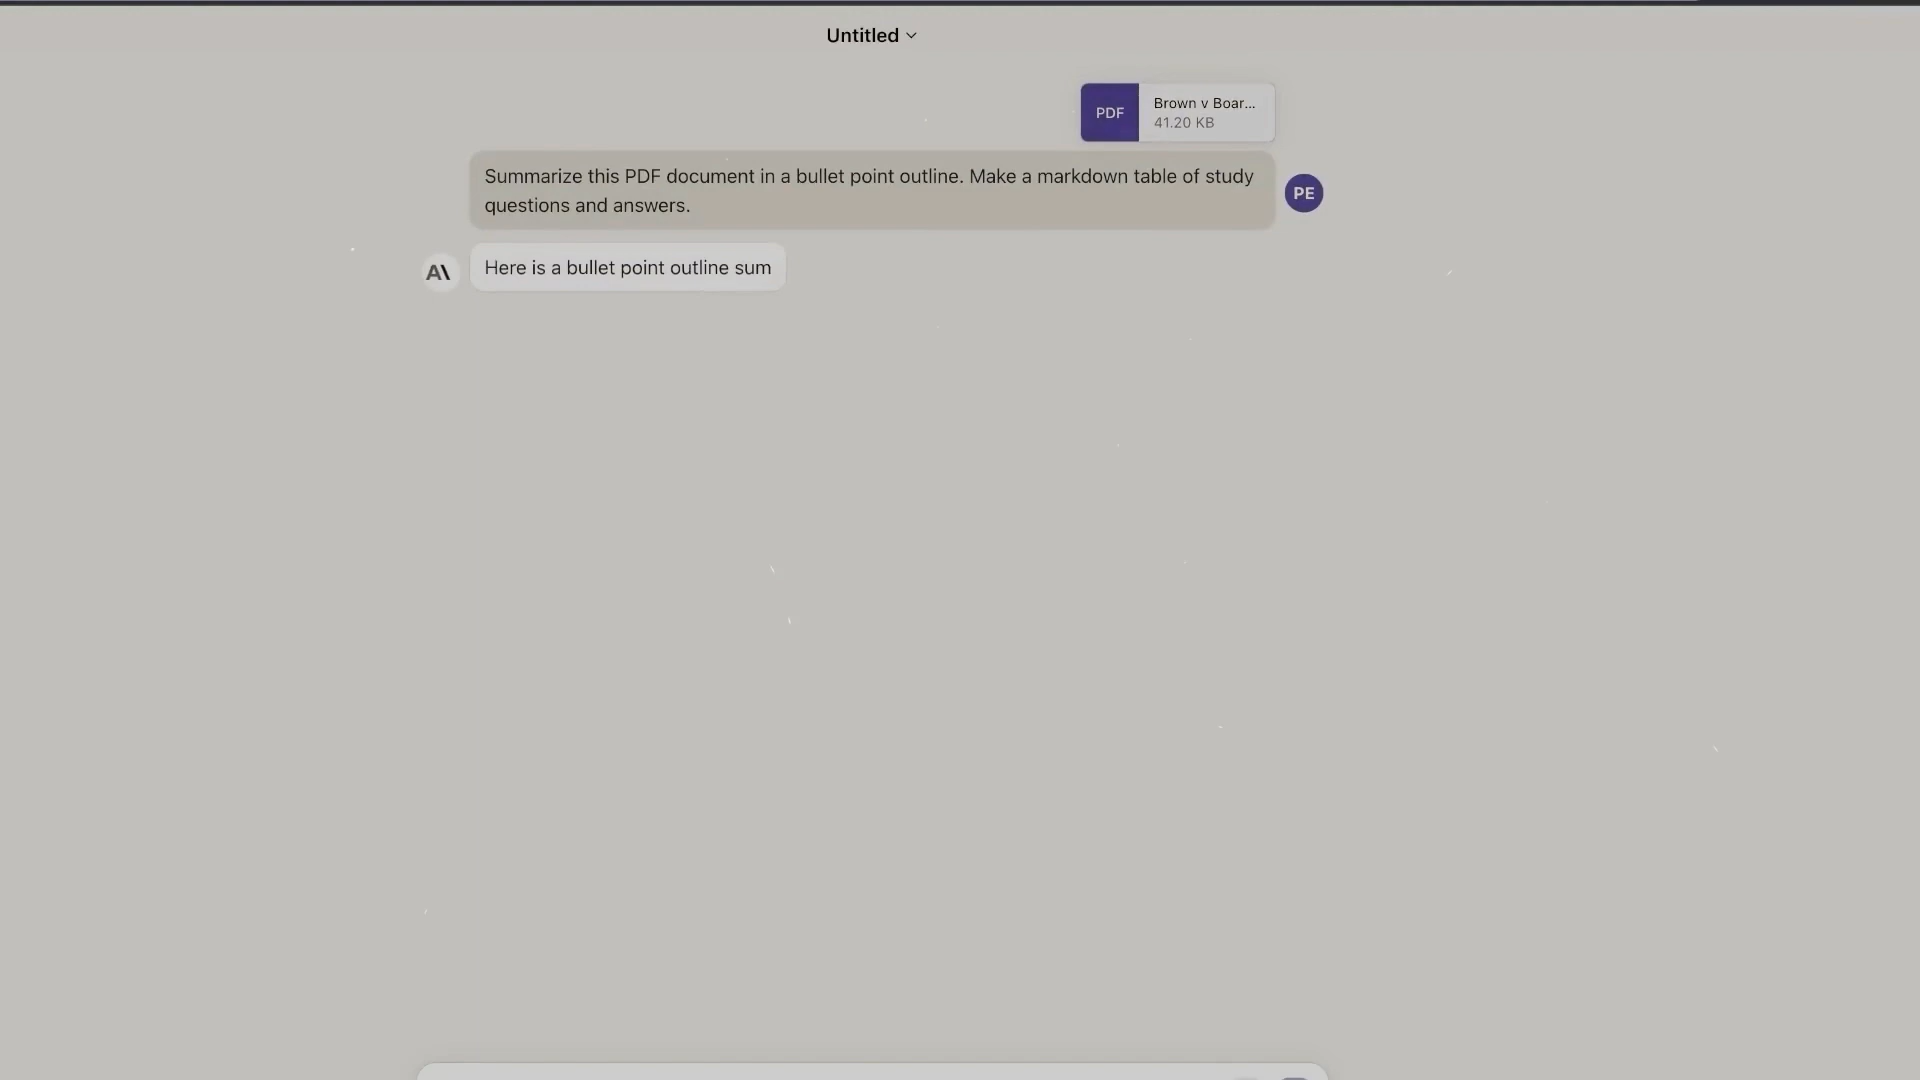 Untitled
PDF
Brown v Boar...
41.20 KB
Summarize this PDF document in a bullet point outline. Make a markdown table of study
questions and answers.
PE
A\
Here is a bullet point outline sum